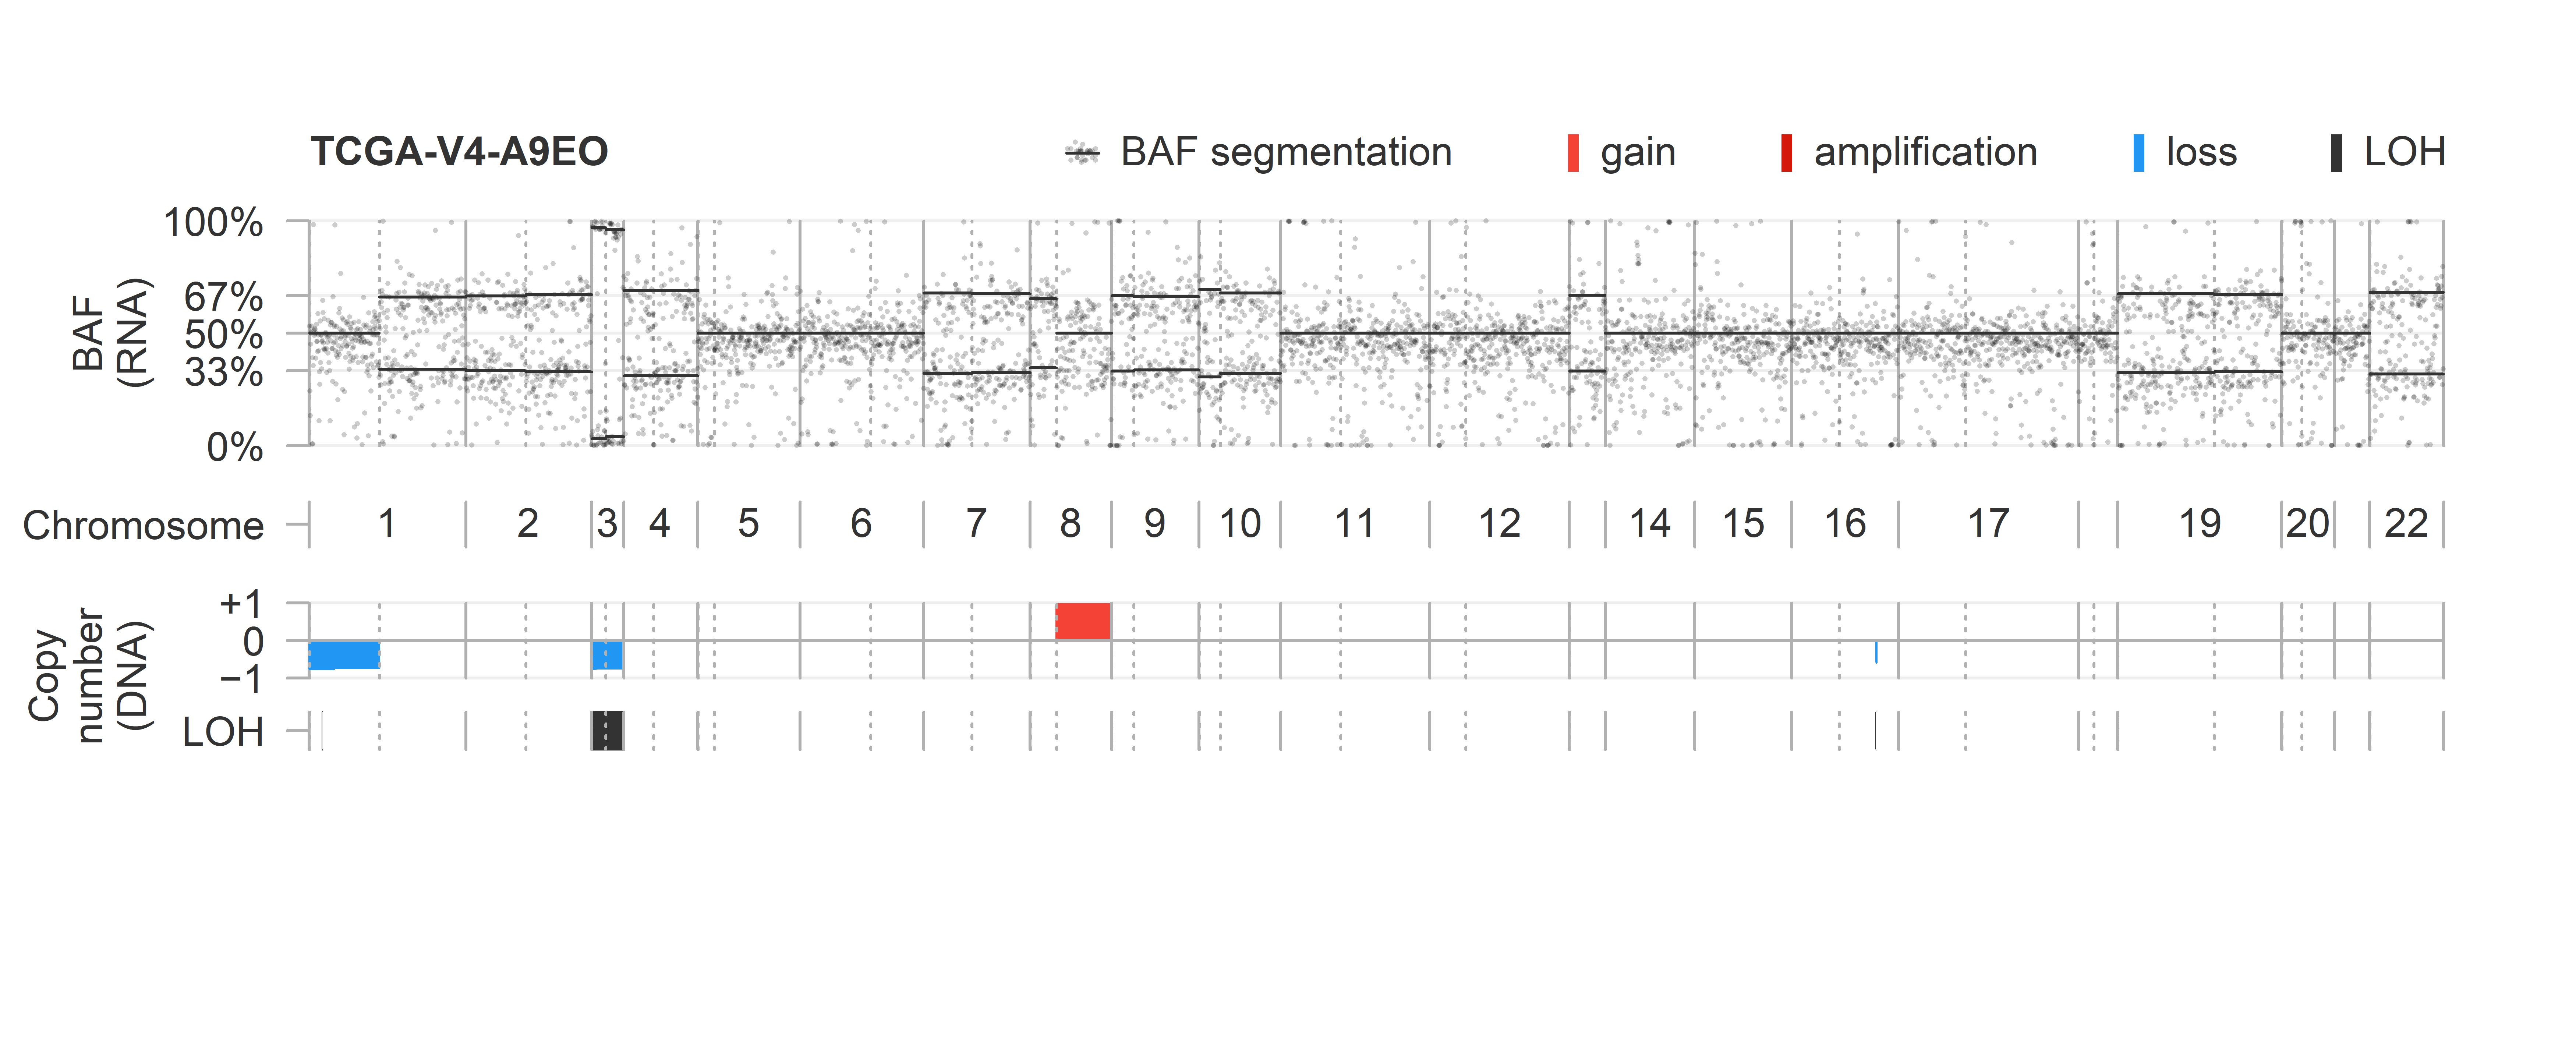 TCGA-V4-A9EO
BAF segmentation
gain
amplification
loss
LOH
BAF
(RNA)
100%
67%
50%
33%
0%
Chromosome
1 2 3 4 5 6 7 8 9 10 11 12 14 15 16 17 19 20 22
Copy
number
(DNA)
+1
0
−1
LOH